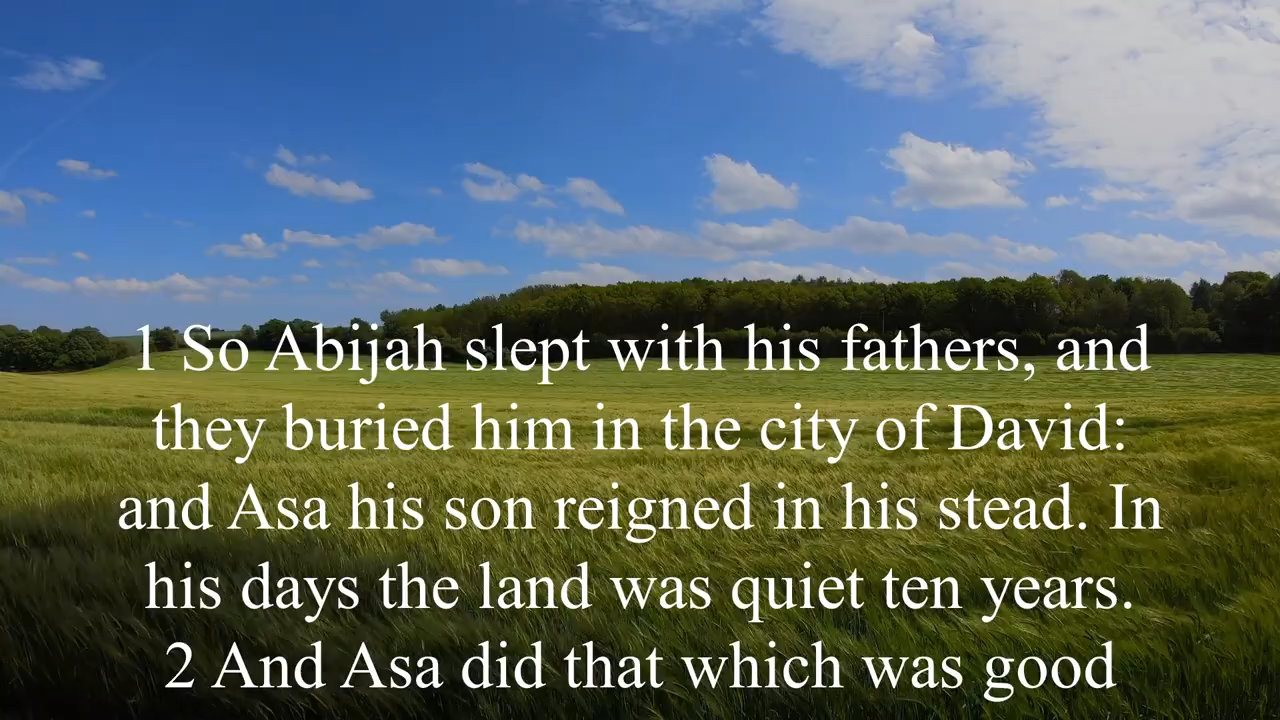 1 So Abijah slept with his fathers, and
they buried him in the city of David:
and Asa his son reigned in his stead. In
his days the land was quiet ten years.
2 And Asa did that which was good